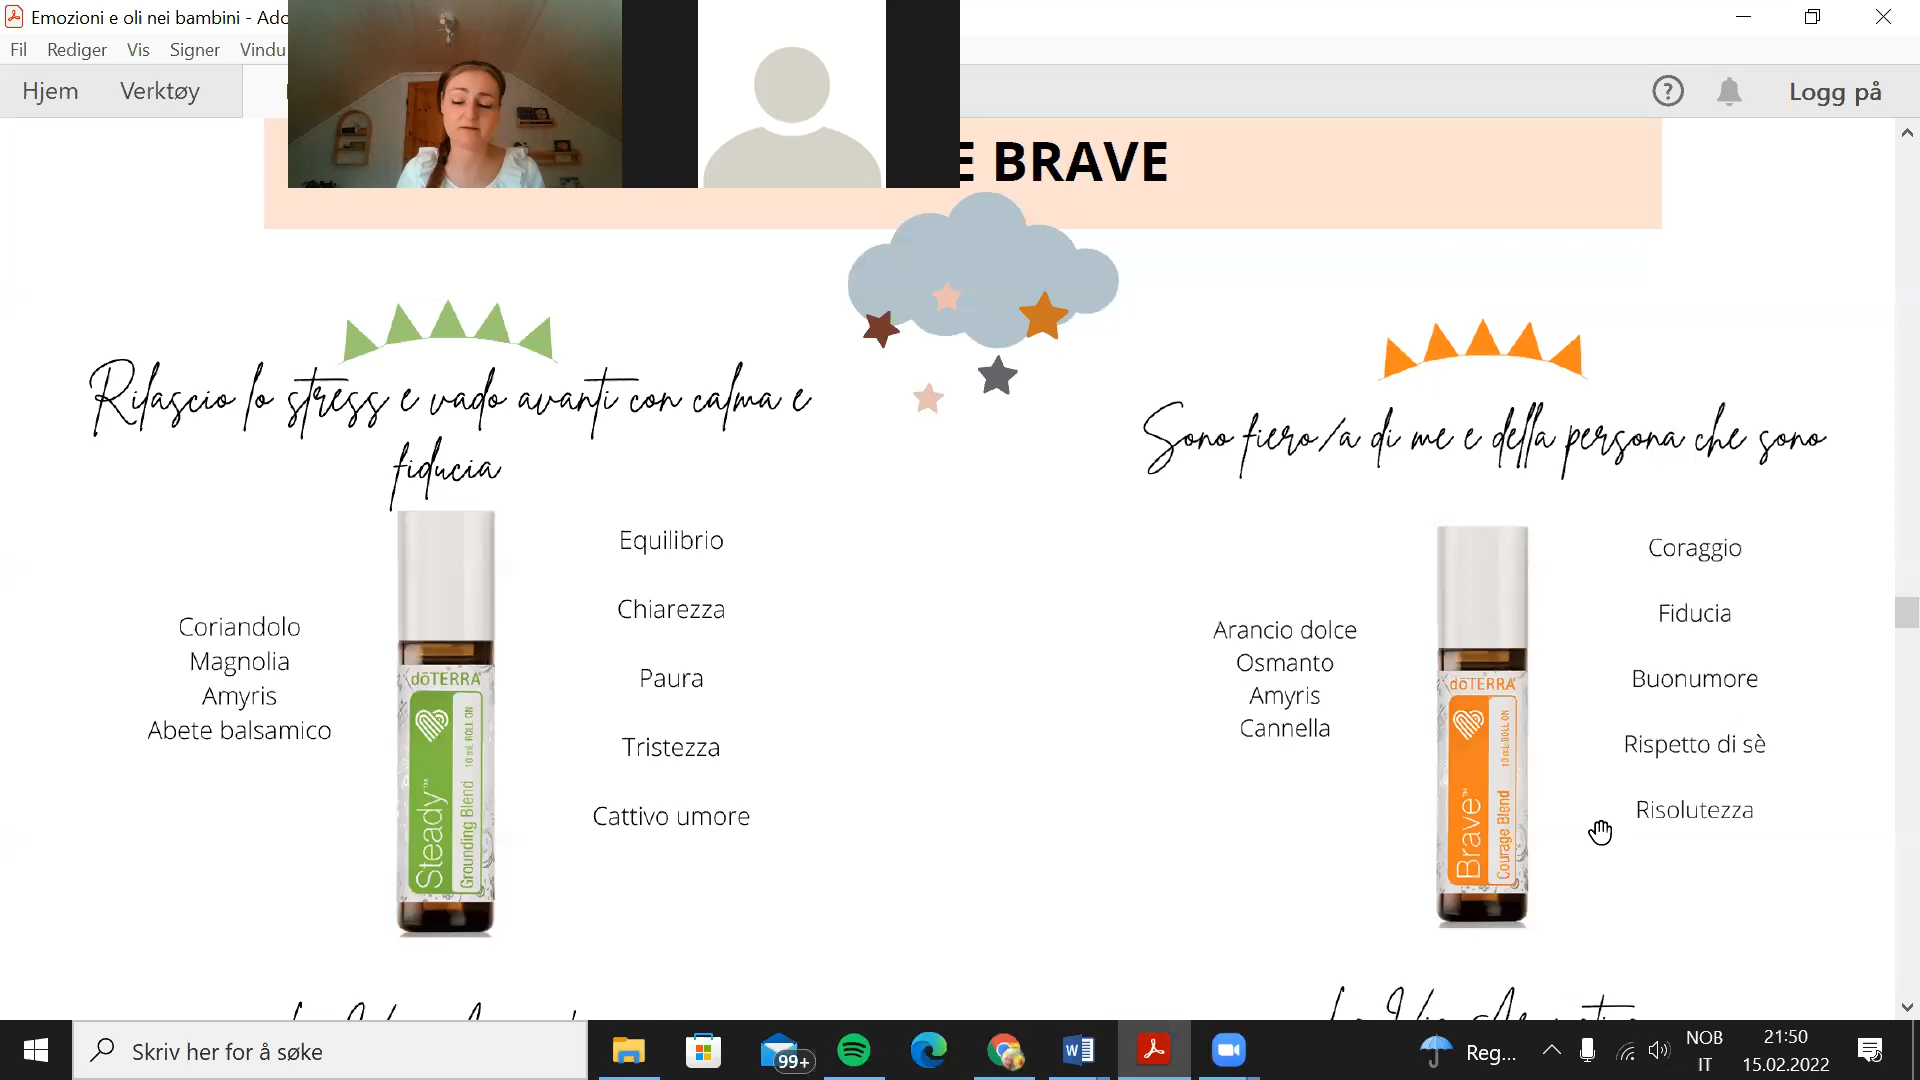 Emozioni e oli nei bambini - Ado
Fil Rediger Vis Signer Vindu
Hjem Verktøy
Logg på
E BRAVE
Rilascio lo stress e vado avanti con calma e
fiducia
Coriandolo
Magnolia
Amyris
Abete balsamico
dōTERRA
Steady™
Grounding Blend 10 mL ROLL ON
Equilibrio
Chiarezza
Paura
Tristezza
Cattivo umore
Sono fiero/a di me e della persona che sono
Arancio dolce
Osmanto
Amyris
Cannella
dōTERRA
Brave™
Courage Blend 10 mL ROLL ON
Coraggio
Fiducia
Buonumore
Rispetto di sè
Risolutezza
Skriv her for å søke
99+
Reg...
NOB
IT
21:50
15.02.2022